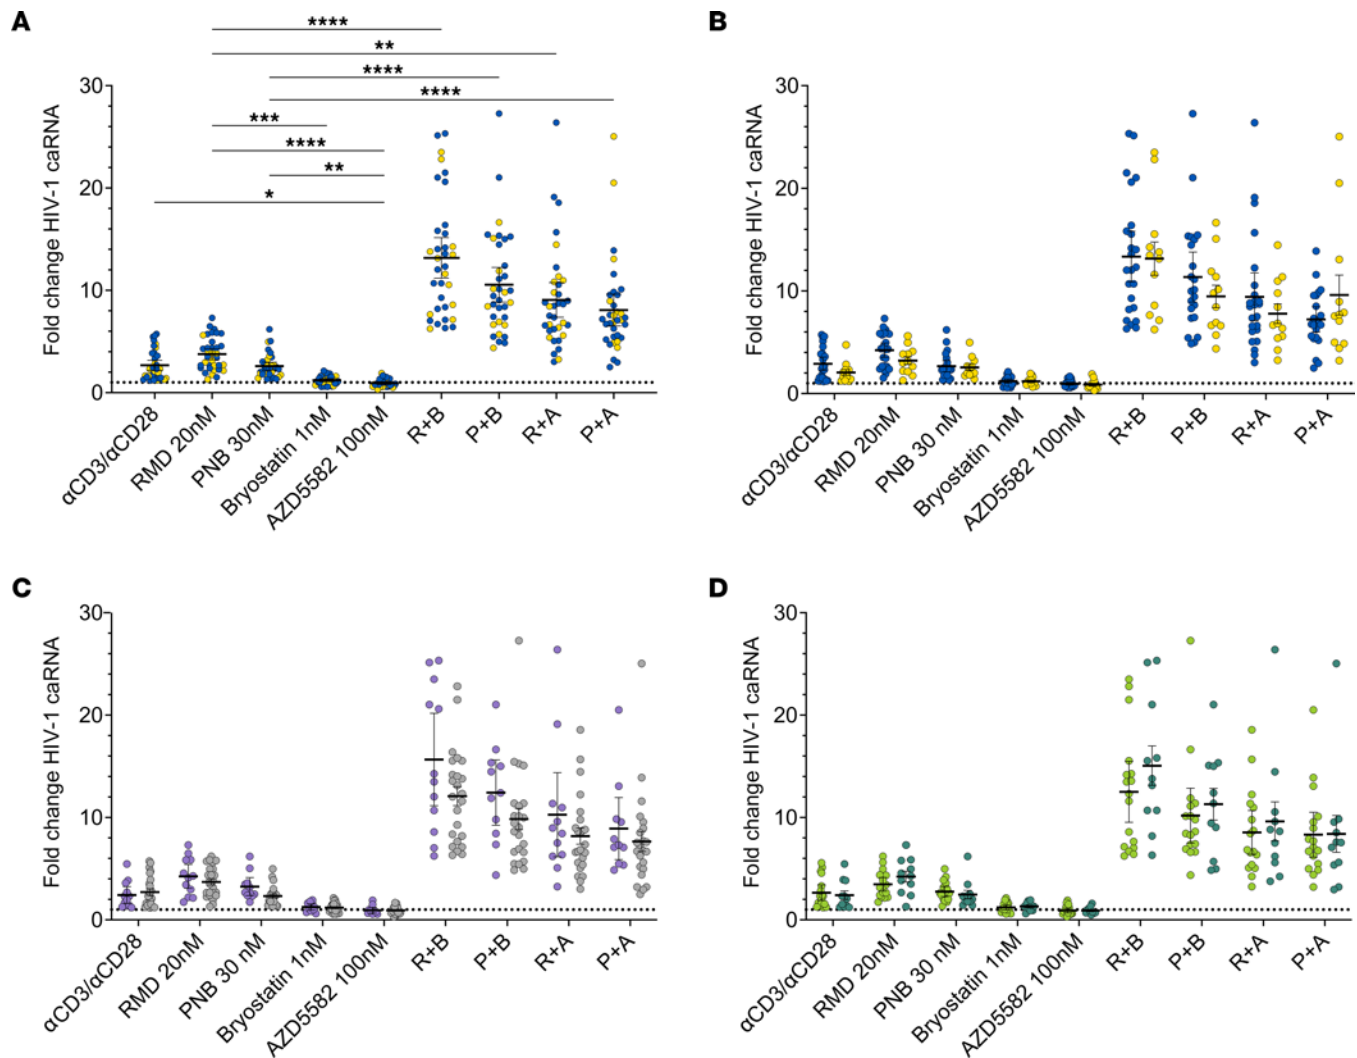 A
****
**
****
****
***
****
**
*
Fold change HIV-1 caRNA
30
20
10
0
αCD3/αCD28
RMD 20nM
PNB 30nM
Bryostatin 1nM
AZD5582 100nM
R+B
P+B
R+A
P+A
B
Fold change HIV-1 caRNA
30
20
10
0
αCD3/αCD28
RMD 20nM
PNB 30 nM
Bryostatin 1nM
AZD5582 100nM
R+B
P+B
R+A
P+A
C
Fold change HIV-1 caRNA
30
20
10
0
αCD3/αCD28
RMD 20nM
PNB 30 nM
Bryostatin 1nM
AZD5582 100nM
R+B
P+B
R+A
P+A
D
Fold change HIV-1 caRNA
30
20
10
0
αCD3/αCD28
RMD 20nM
PNB 30 nM
Bryostatin 1nM
AZD5582 100nM
R+B
P+B
R+A
P+A